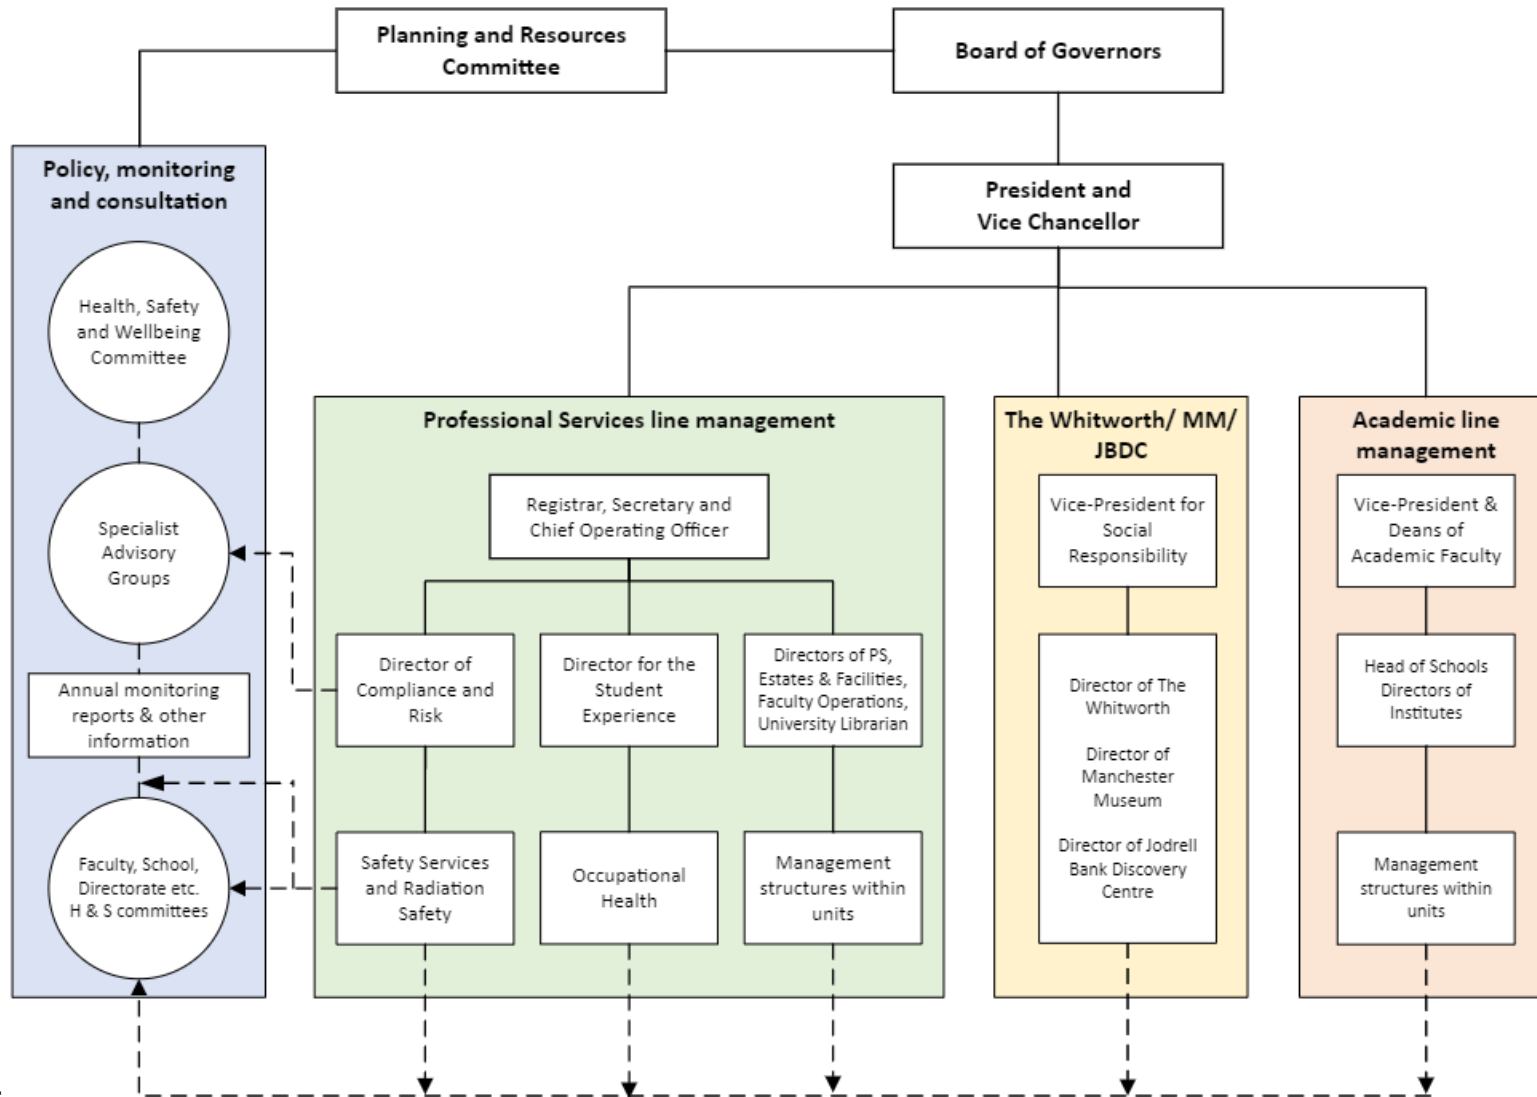 Planning and Resources
Committee
Board of Governors
President and
Vice Chancellor
Policy, monitoring
and consultation
Health, Safety
and Wellbeing
Committee
Specialist
Advisory
Groups
Annual monitoring
reports & other
information
Faculty, School,
Directorate etc.
H & S committees
Professional Services line management
Registrar, Secretary and
Chief Operating Officer
Director of
Compliance and
Risk
Director for the
Student
Experience
Directors of PS,
Estates & Facilities,
Faculty Operations,
University Librarian
Safety Services
and Radiation
Safety
Occupational
Health
Management
structures within
units
The Whitworth/ MM/
JBDC
Vice-President for
Social
Responsibility
Director of The
Whitworth
Director of
Manchester
Museum
Director of Jodrell
Bank Discovery
Centre
Academic line
management
Vice-President &
Deans of
Academic Faculty
Head of Schools
Directors of
Institutes
Management
structures within
units